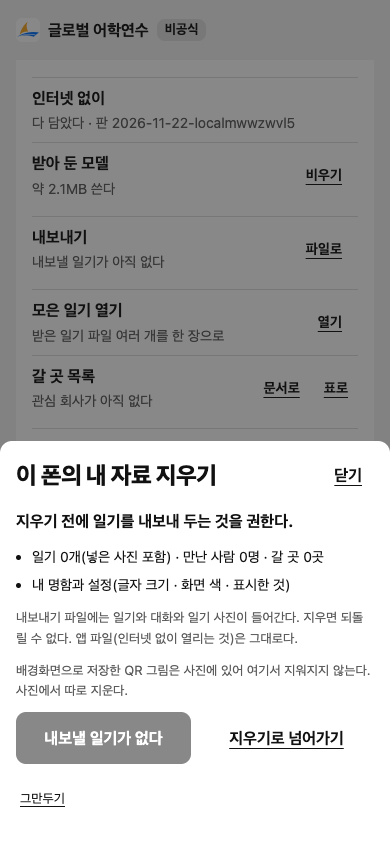 글로벌 어학연수 비공식
인터넷 없이
다 담았다 · 판 2026-11-22-localmwwzwvl5
받아 둔 모델
약 2.1MB 쓴다
비우기
내보내기
내보낼 일기가 아직 없다
파일로
모은 일기 열기
받은 일기 파일 여러 개를 한 장으로
열기
갈 곳 목록
관심 회사가 아직 없다
문서로 표로
이 폰의 내 자료 지우기 닫기
지우기 전에 일기를 내보내 두는 것을 권한다.
• 일기 0개(넣은 사진 포함) · 만난 사람 0명 · 갈 곳 0곳
• 내 명함과 설정(글자 크기 · 화면 색 · 표시한 것)
내보내기 파일에는 일기와 대화와 일기 사진이 들어간다. 지우면 되돌
릴 수 없다. 앱 파일(인터넷 없이 열리는 것)은 그대로다.
배경화면으로 저장한 QR 그림은 사진에 있어 여기서 지워지지 않는다.
사진에서 따로 지운다.
내보낼 일기가 없다 지우기로 넘어가기
그만두기